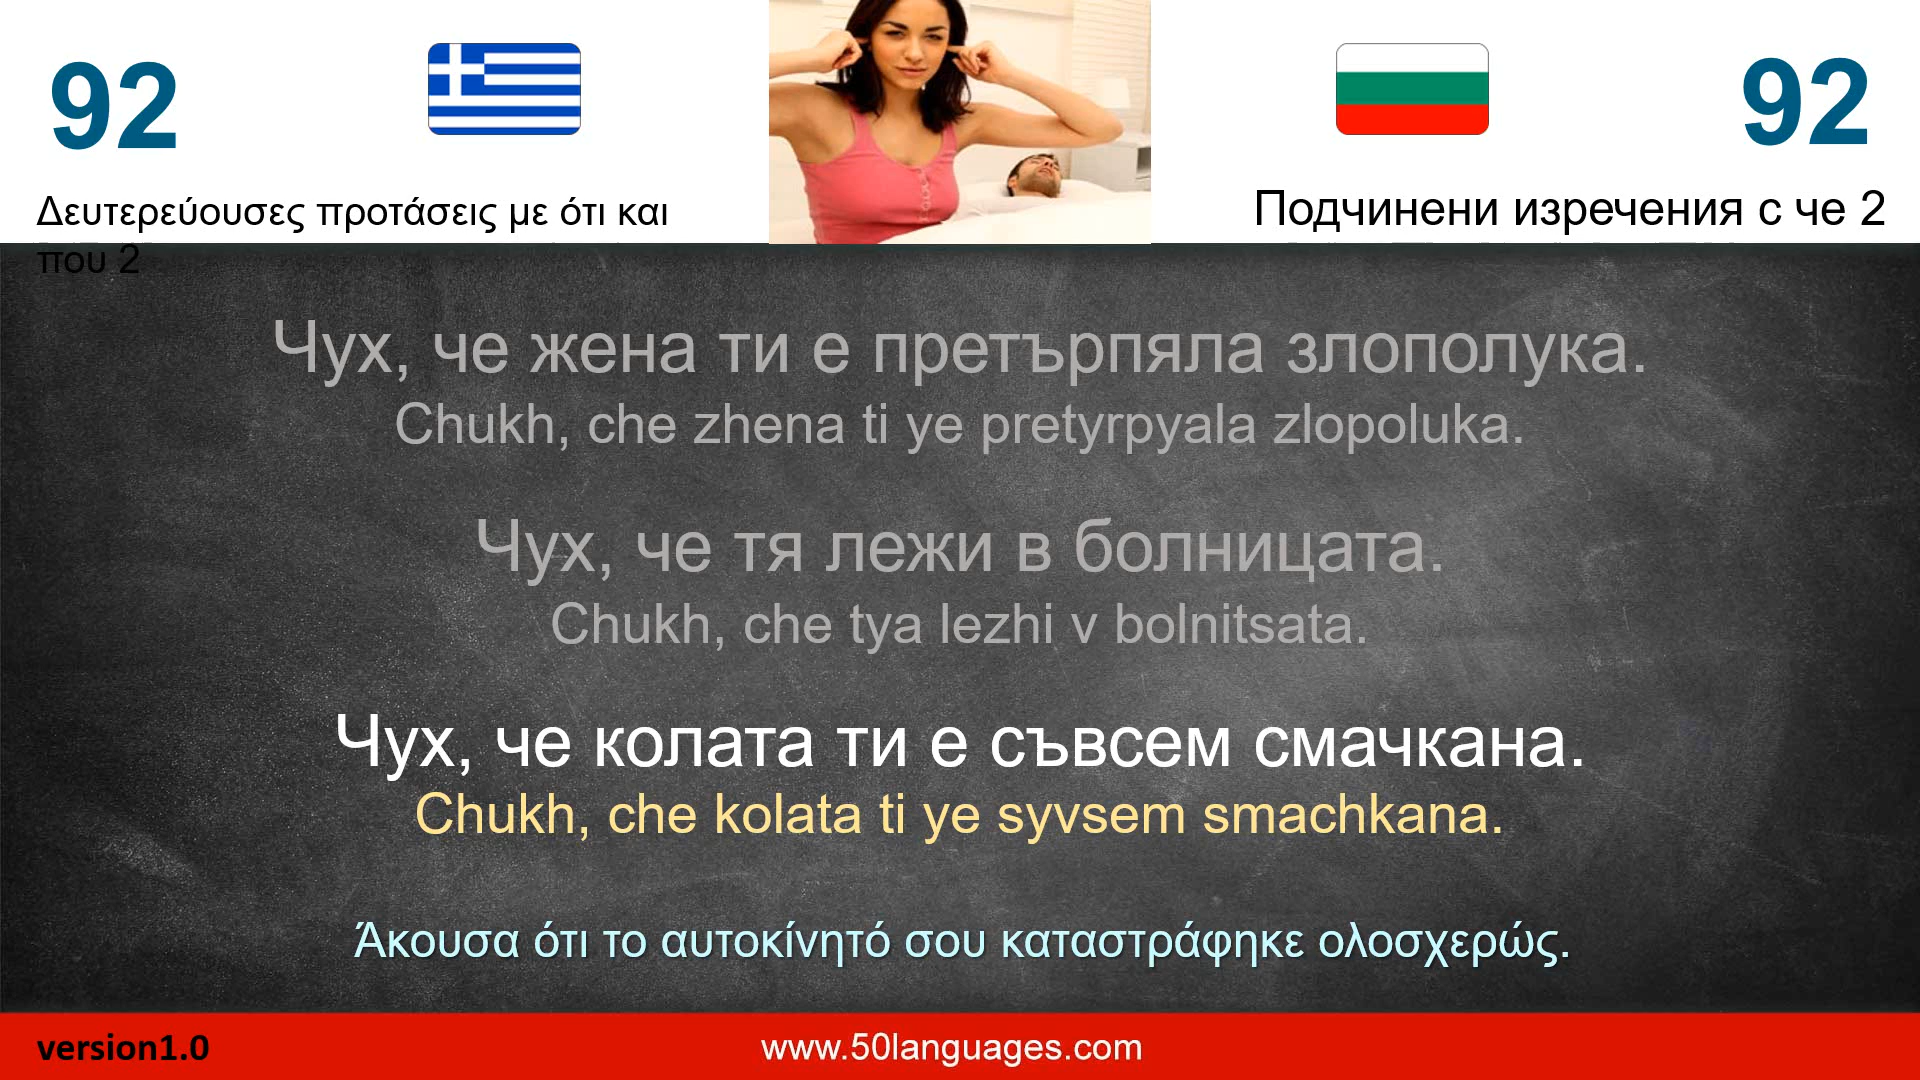 92
92
Δευτερεύουσες προτάσεις με ότι και
που 2
Подчинени изречения с че 2
Чух, че жена ти е претърпяла злополука.
Chukh, che zhena ti ye pretyrpyala zlopoluka.
Чух, че тя лежи в болницата.
Chukh, che tya lezhi v bolnitsata.
Чух, че колата ти е съвсем смачкана.
Chukh, che kolata ti ye syvsem smachkana.
Άκουσα ότι το αυτοκίνητό σου καταστράφηκε ολοσχερώς.
version1.0
www.50languages.com